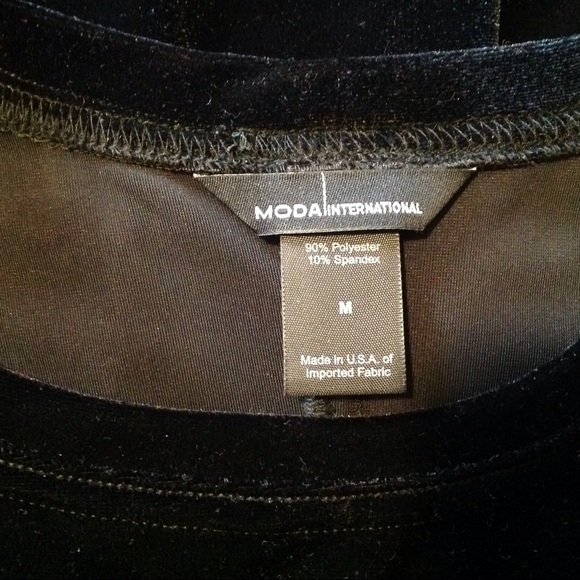 MODA INTERNATIONAL
90% Polyester
10% Spandex
M
Made in U.S.A. of
Imported Fabric